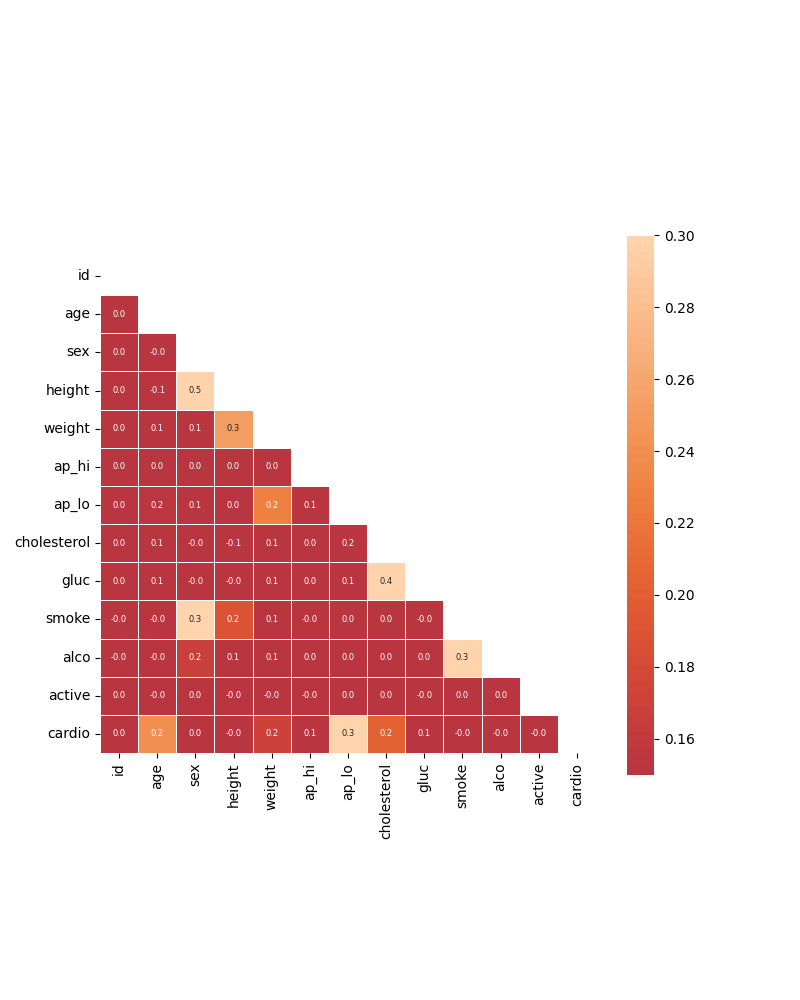 0.30
id
0.28
age 0.0
sex 0.0 -0.0
0.26
height 0.0 -0.1 0.5
weight 0.0 0.1 0.1 0.3
0.24
ap_hi 0.0 0.0 0.0 0.0 0.0
ap_lo 0.0 0.2 0.1 0.0 0.2 0.1
0.22
cholesterol 0.0 0.1 -0.0 -0.1 0.1 0.0 0.2
gluc 0.0 0.1 -0.0 -0.0 0.1 0.0 0.1 0.4
0.20
smoke -0.0 -0.0 0.3 0.2 0.1 -0.0 0.0 0.0 -0.0
alco -0.0 -0.0 0.2 0.1 0.1 0.0 0.0 0.0 0.0 0.3
0.18
active 0.0 -0.0 0.0 -0.0 -0.0 -0.0 0.0 0.0 -0.0 0.0 0.0
cardio 0.0 0.2 0.0 -0.0 0.2 0.1 0.3 0.2 0.1 -0.0 -0.0 -0.0
0.16
id age sex height weight ap_hi ap_lo cholesterol gluc smoke alco active cardio